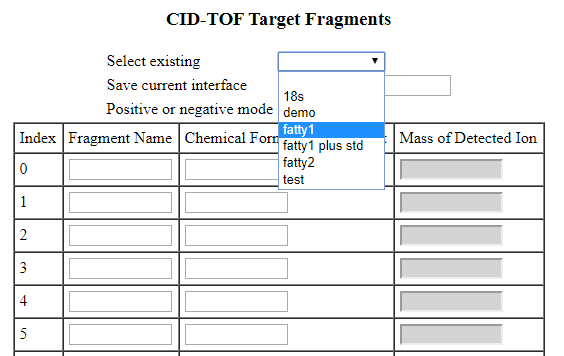 CID-TOF Target Fragments
Select existing
Save current interface
18s
Positive or negative mode
demo
fatty1
fatty1 plus std
fatty2
test
Index Fragment Name Chemical Form t Mass of Detected Ion
0
1
2
3
4
5